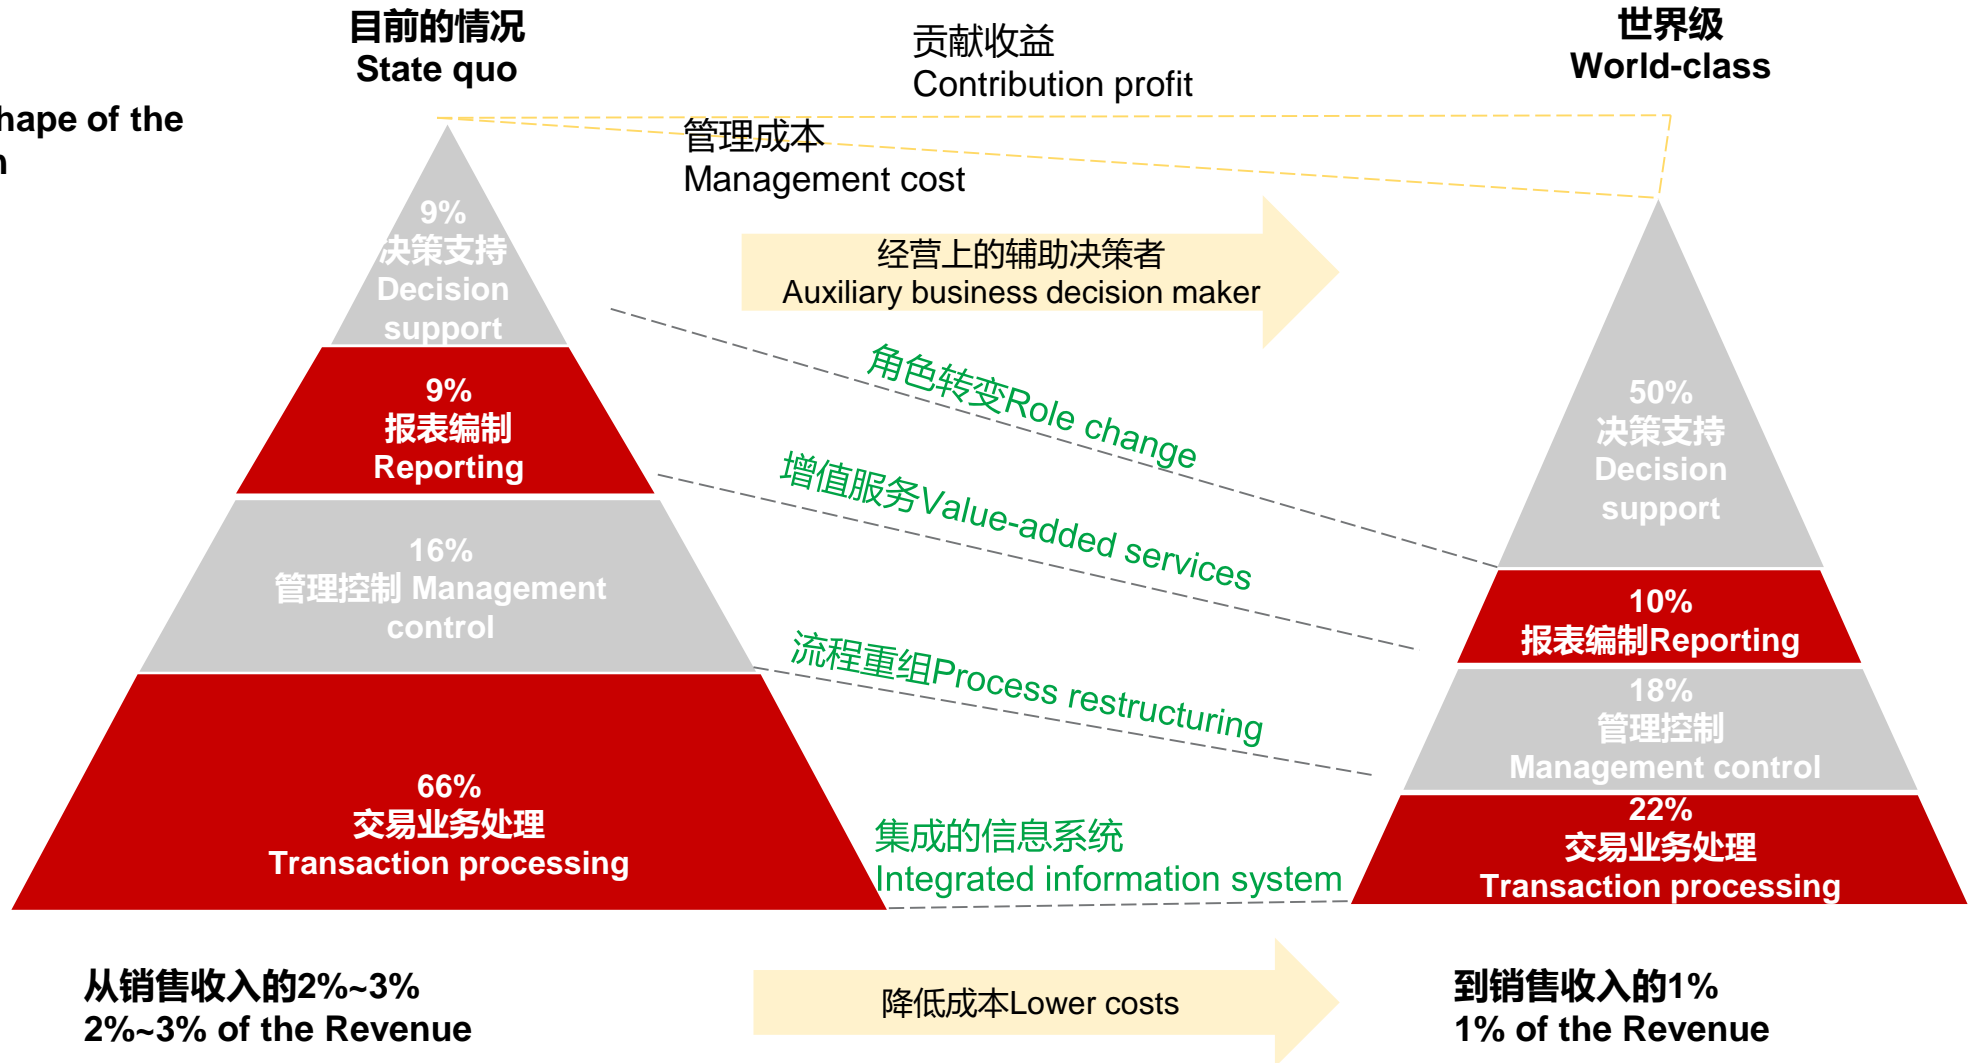 目前的情况
State quo
贡献收益
Contribution profit
世界级
World-class
hape of the
n
管理成本
Management cost
9%
决策支持
Decision
support
经营上的辅助决策者
Auxiliary business decision maker
角色转变Role change
9%
报表编制
Reporting
50%
决策支持
Decision
support
增值服务Value-added services
16%
管理控制 Management
control
10%
报表编制Reporting
流程重组Process restructuring
18%
管理控制
Management control
66%
交易业务处理
Transaction processing
集成的信息系统
Integrated information system
22%
交易业务处理
Transaction processing
从销售收入的2%~3%
2%~3% of the Revenue
降低成本Lower costs
到销售收入的1%
1% of the Revenue